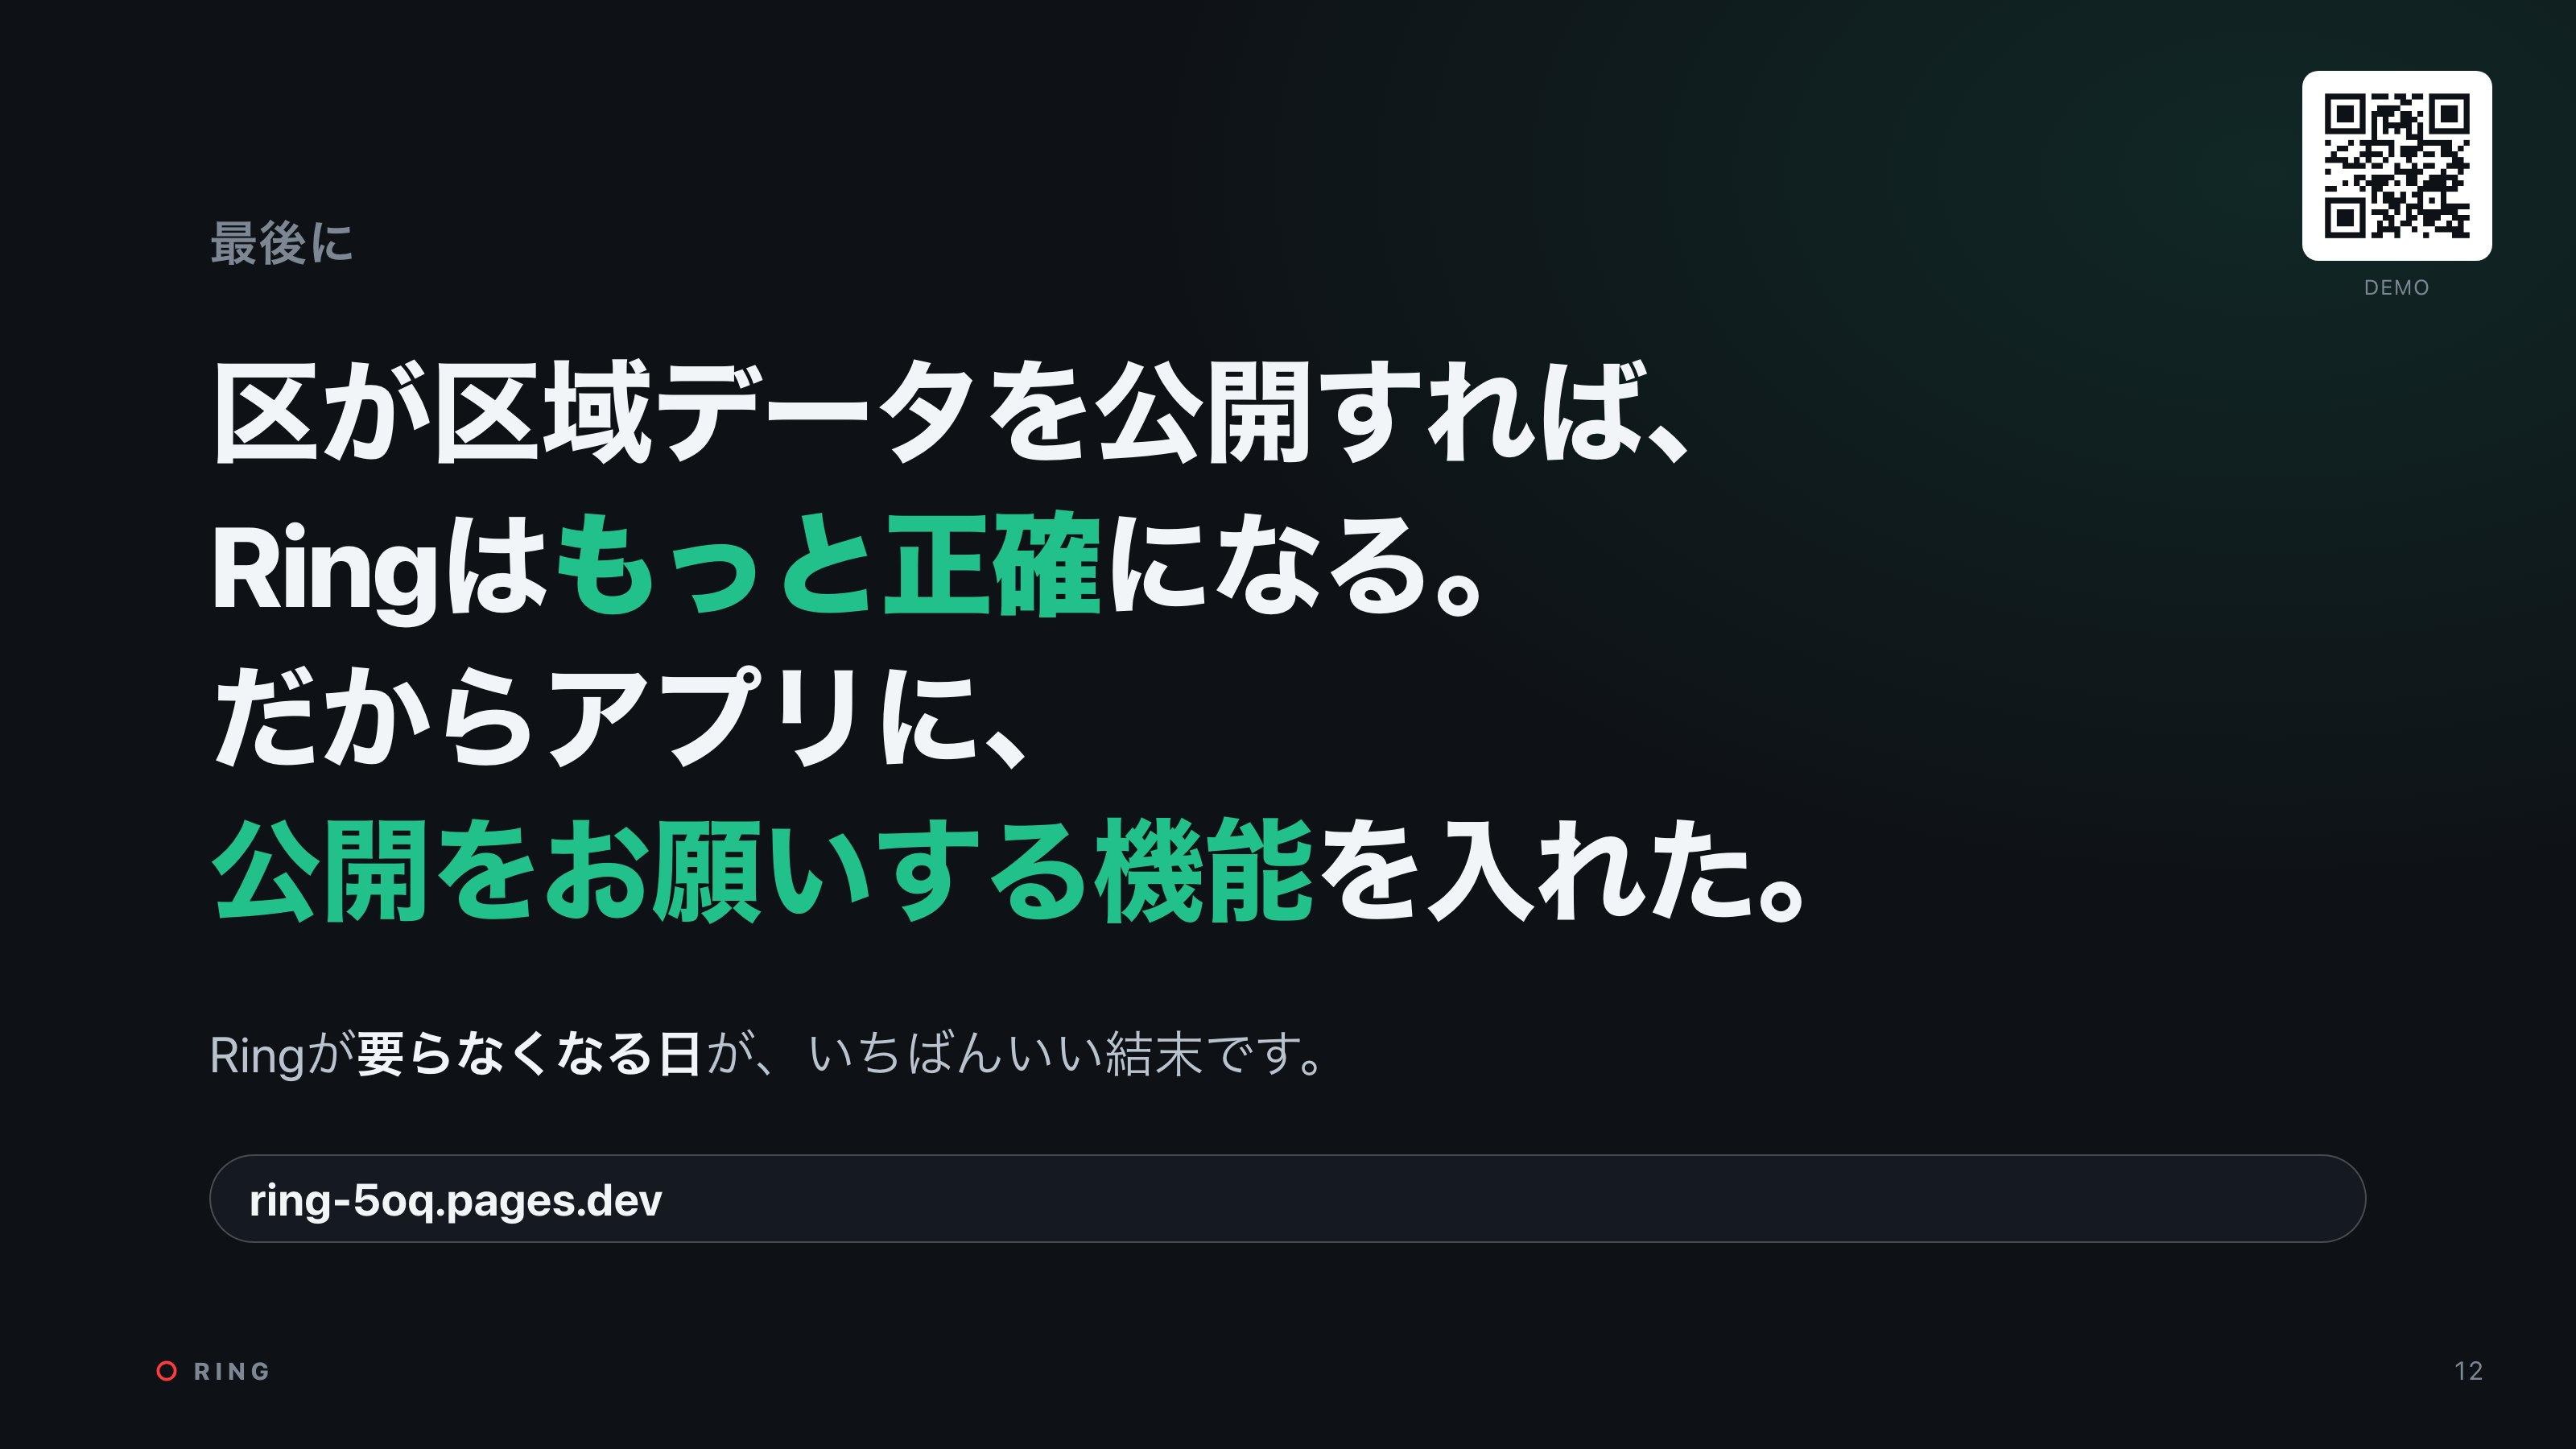 最後に
DEMO
区が区域データを公開すれば、
Ringはもっと正確になる。
だからアプリに、
公開をお願いする機能を入れた。
Ringが要らなくなる日が、いちばんいい結末です。
ring-5oq.pages.dev
RING
12